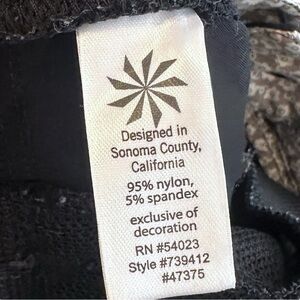 Designed in
Sonoma County,
California
95% nylon,
5% spandex
exclusive of
decoration
RN #54023
Style #739412
#47375